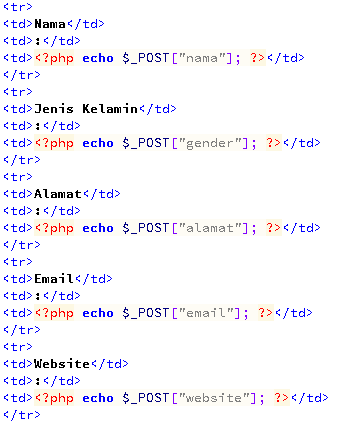 <tr>
<td>Nama</td>
<td>:</td>
<td><?php echo $_POST["nama"]; ?></td>
</tr>
<tr>
<td>Jenis Kelamin</td>
<td>:</td>
<td><?php echo $_POST["gender"]; ?></td>
</tr>
<tr>
<td>Alamat</td>
<td>:</td>
<td><?php echo $_POST["alamat"]; ?></td>
</tr>
<tr>
<td>Email</td>
<td>:</td>
<td><?php echo $_POST["email"]; ?></td>
</tr>
<tr>
<td>Website</td>
<td>:</td>
<td><?php echo $_POST["website"]; ?></td>
</tr>